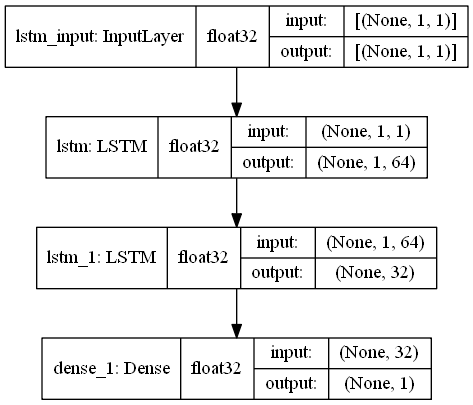 lstm_input: InputLayer float32 input: [(None, 1, 1)]
output: [(None, 1, 1)]
lstm: LSTM float32 input: (None, 1, 1)
output: (None, 1, 64)
lstm_1: LSTM float32 input: (None, 1, 64)
output: (None, 32)
dense_1: Dense float32 input: (None, 32)
output: (None, 1)